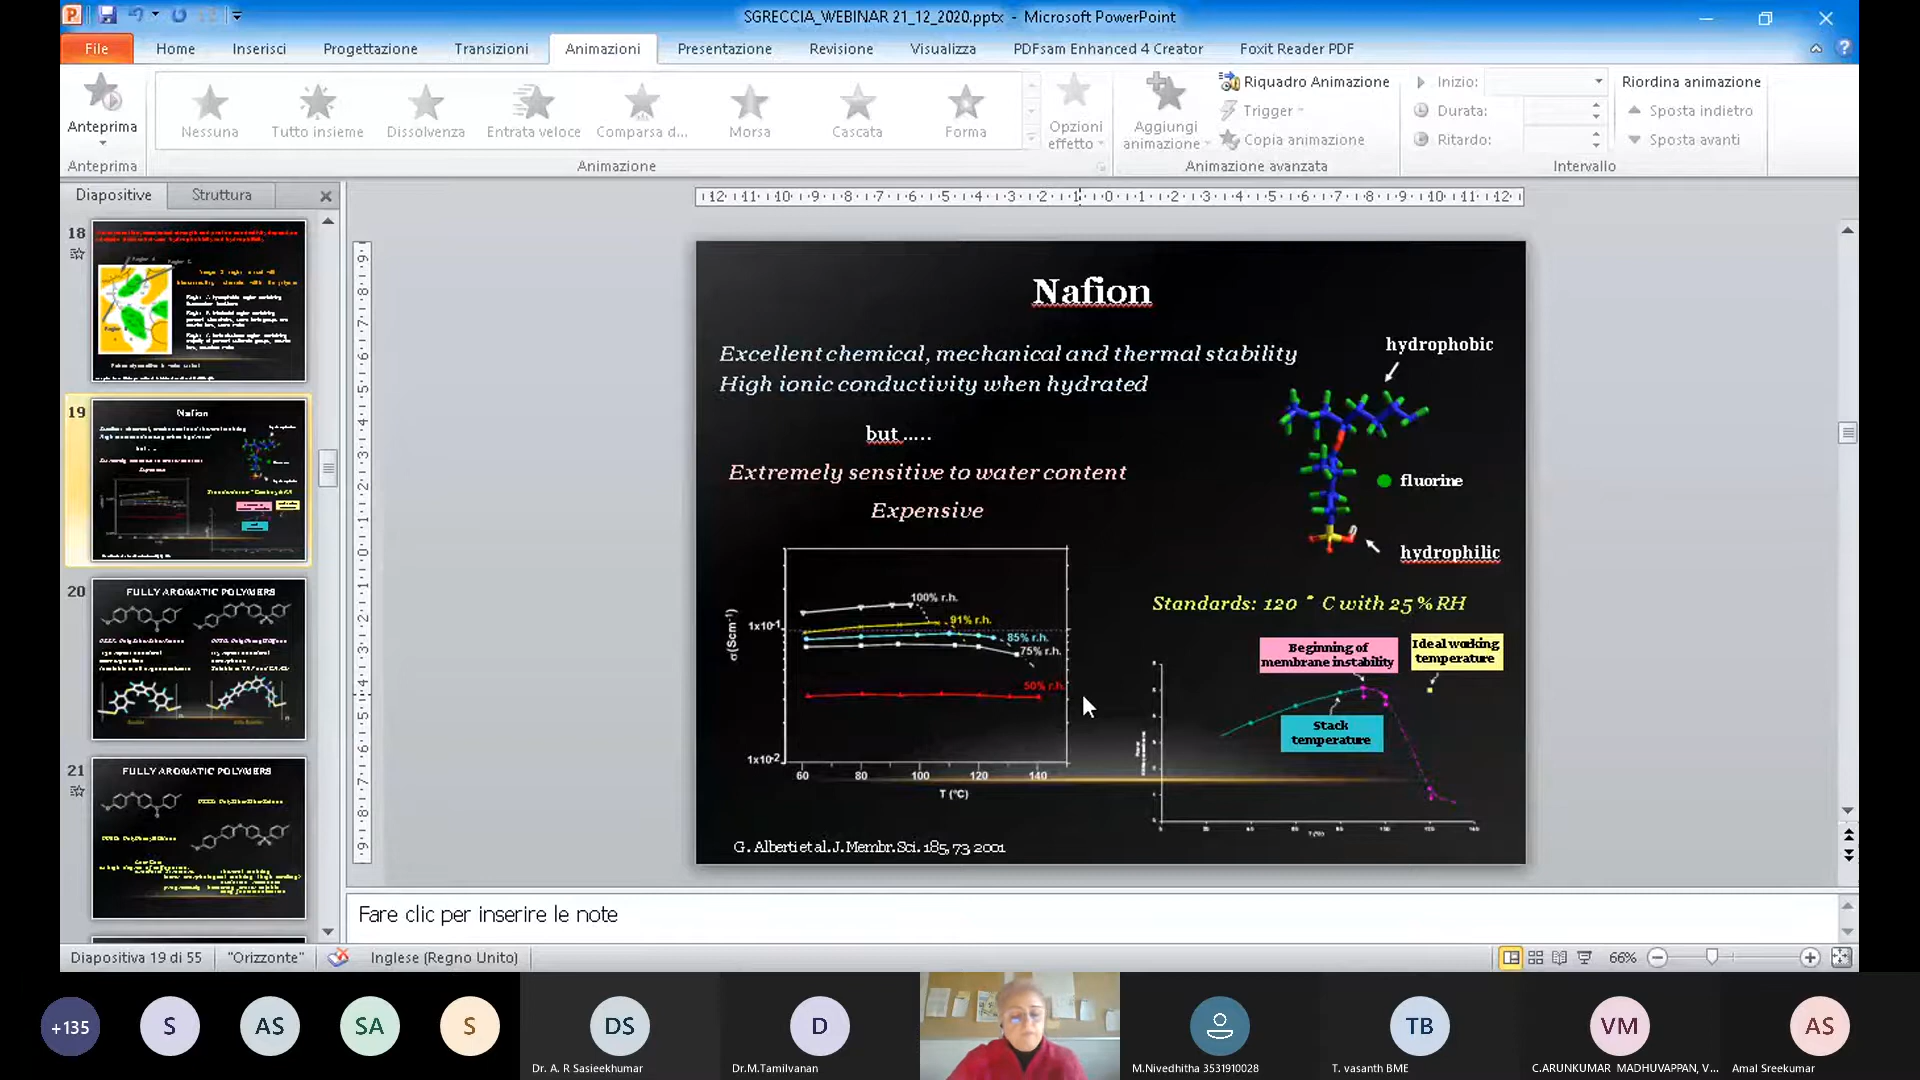 SGRECCIA_WEBINAR 21_12_2020.pptx - Microsoft PowerPoint
File Home Inserisci Progettazione Transizioni Animazioni Presentazione Revisione Visualizza PDFsam Enhanced 4 Creator Foxit Reader PDF
Anteprima
Anteprima
Nessuna Tutto insieme Dissolvenza Entrata veloce Comparsa d... Morsa Cascata Forma
Animazione
Opzioni
effetto
Aggiungi
animazione
Riquadro Animazione
Trigger
Copia animazione
Animazione avanzata
Inizio:
Durata:
Ritardo:
Intervallo
Riordina animazione
Sposta indietro
Sposta avanti
Diapositive Struttura
18
19
Nafion
20
FULLY AROMATIC POLYMERS
21
FULLY AROMATIC POLYMERS
Nafion
Excellent chemical, mechanical and thermal stability
High ionic conductivity when hydrated
but .....
Extremely sensitive to water content
Expensive
hydrophobic
fluorine
hydrophilic
Standards: 120 ° C with 25 % RH
σ (Scm⁻¹)
1x10⁻¹
1x10⁻²
100% r.h.
91% r.h.
85% r.h.
75% r.h.
50% r.h.
60 80 100 120 140
T (°C)
Beginning of
membrane instability
Ideal working
temperature
Stack
temperature
G. Alberti et al. J. Membr. Sci. 185, 73, 2001
Fare clic per inserire le note
Diapositiva 19 di 55 "Orizzonte" Inglese (Regno Unito) 66%
+135 S AS SA S DS D TB VM AS
Dr. A. R Sasieekhumar Dr.M.Tamilvanan M.Nivedhitha 3531910028 T. vasanth BME C.ARUNKUMAR MADHUVAPPAN, V... Amal Sreekumar